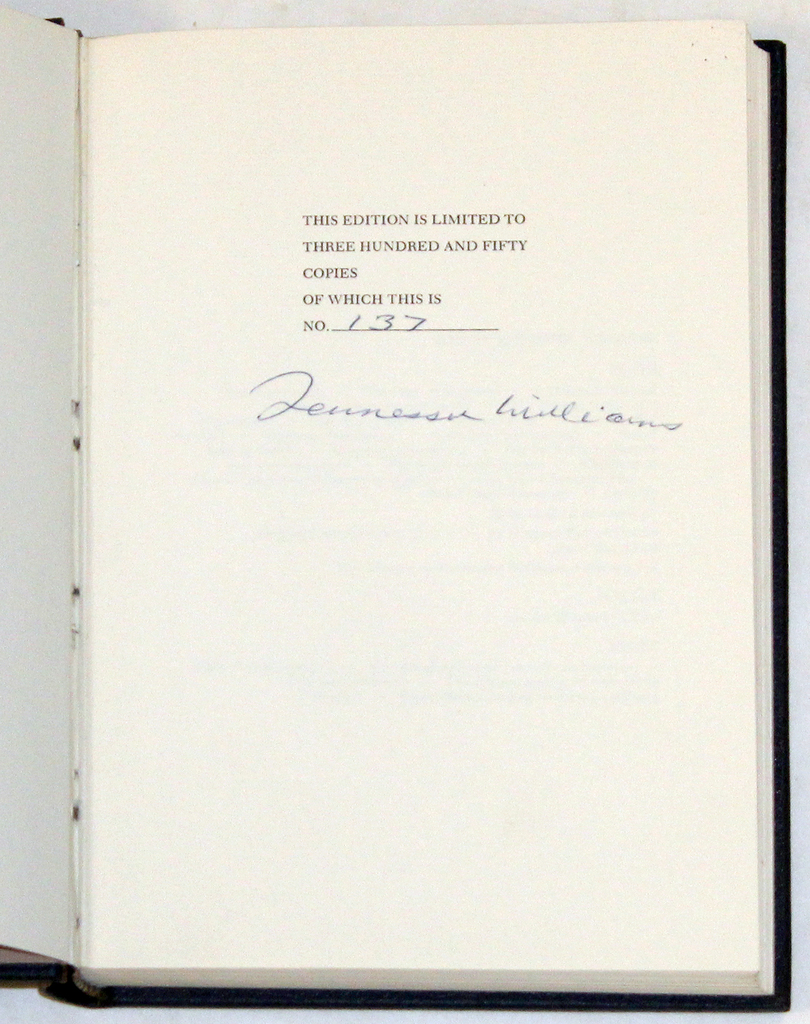 THIS EDITION IS LIMITED TO
THREE HUNDRED AND FIFTY
COPIES
OF WHICH THIS IS
NO. 137
Tennessee Williams